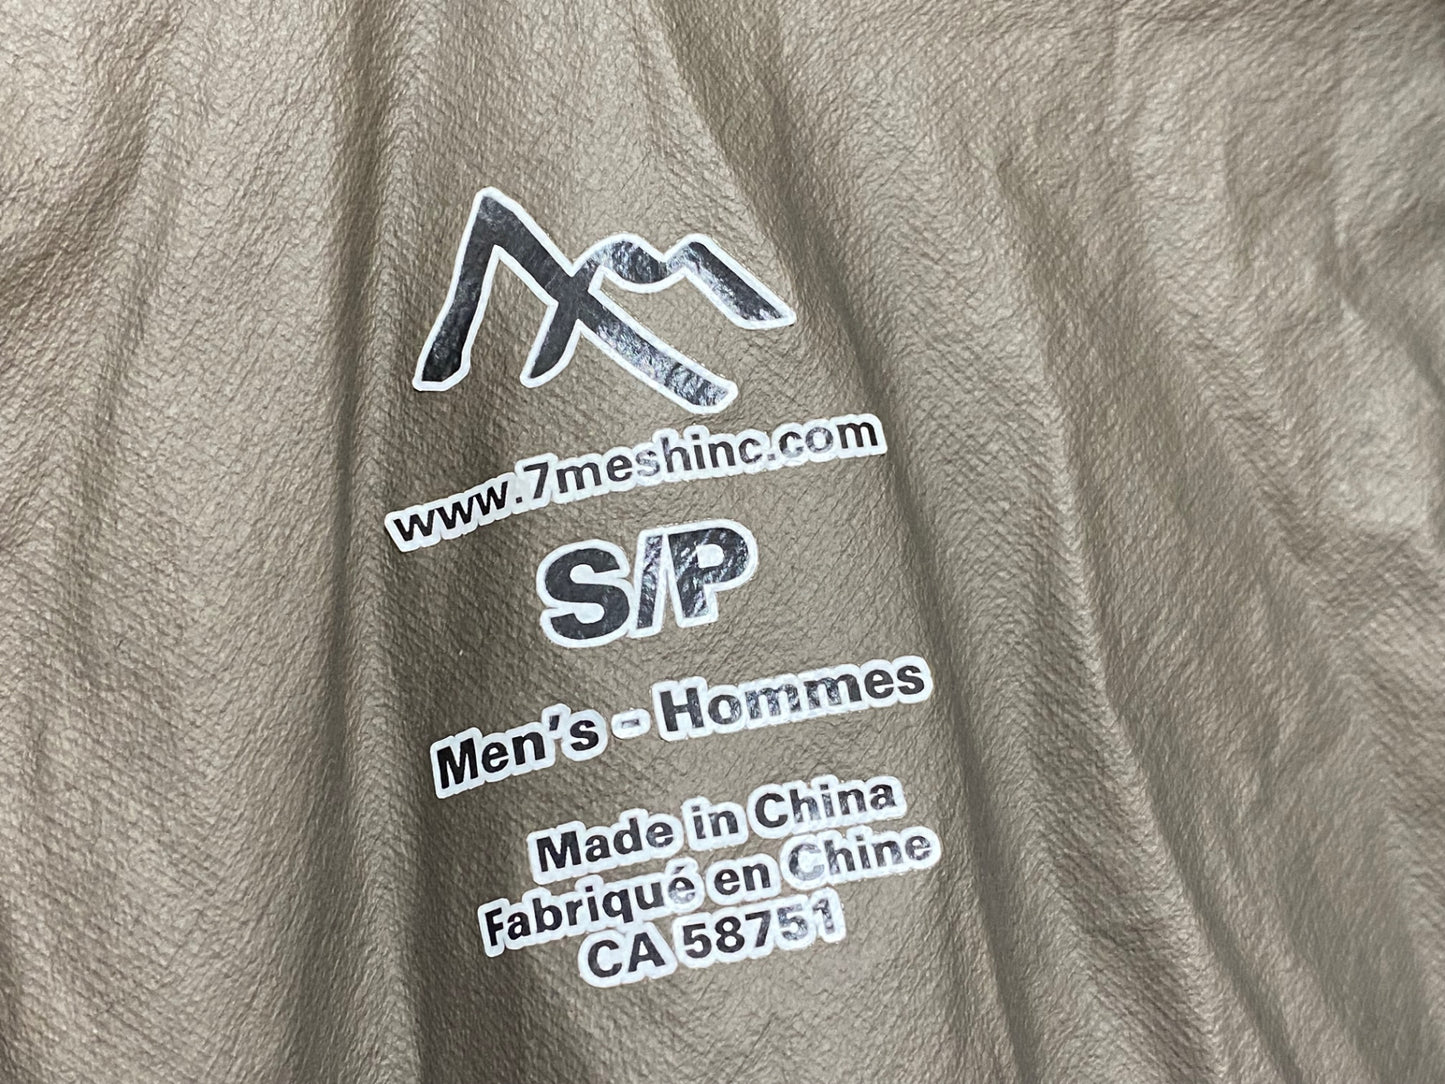 www.7meshinc.com
S/P
Men's - Hommes
Made in China
Fabriqué en Chine
CA 58751